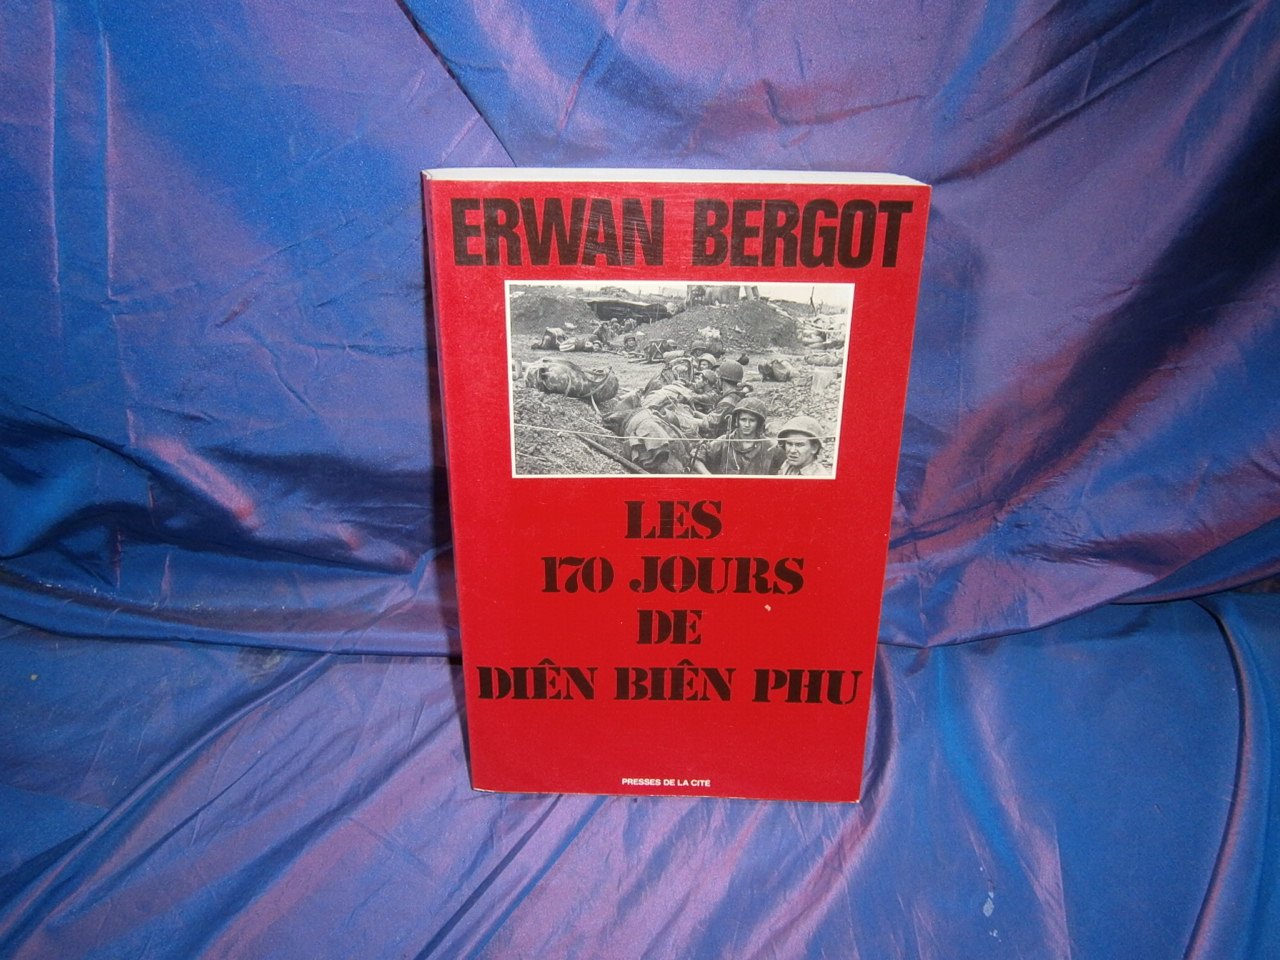 ERWAN BERGOT
LES
170 JOURS
DE
DIÊN BIÊN PHU
PRESSES DE LA CITÉ